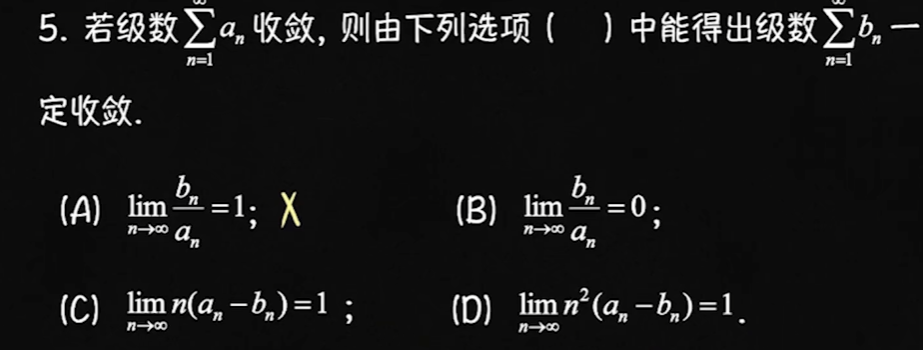 5. 若级数 $\sum_{n=1}^{\infty} a_n$ 收敛, 则由下列选项 ( ) 中能得出级数 $\sum_{n=1}^{\infty} b_n$ 一
定收敛.
(A) $\lim_{n\to\infty} \frac{b_n}{a_n} = 1$; X (B) $\lim_{n\to\infty} \frac{b_n}{a_n} = 0$;
(C) $\lim_{n\to\infty} n(a_n - b_n) = 1$; (D) $\lim_{n\to\infty} n^2(a_n - b_n) = 1$.